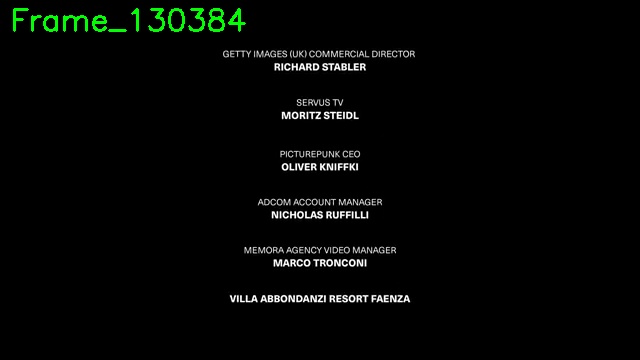 Frame_130384
GETTY IMAGES (UK) COMMERCIAL DIRECTOR
RICHARD STABLER
SERVUS TV
MORITZ STEIDL
PICTUREPUNK CEO
OLIVER KNIFFKI
ADCOM ACCOUNT MANAGER
NICHOLAS RUFFILLI
MEMORA AGENCY VIDEO MANAGER
MARCO TRONCONI
VILLA ABBONDANZI RESORT FAENZA